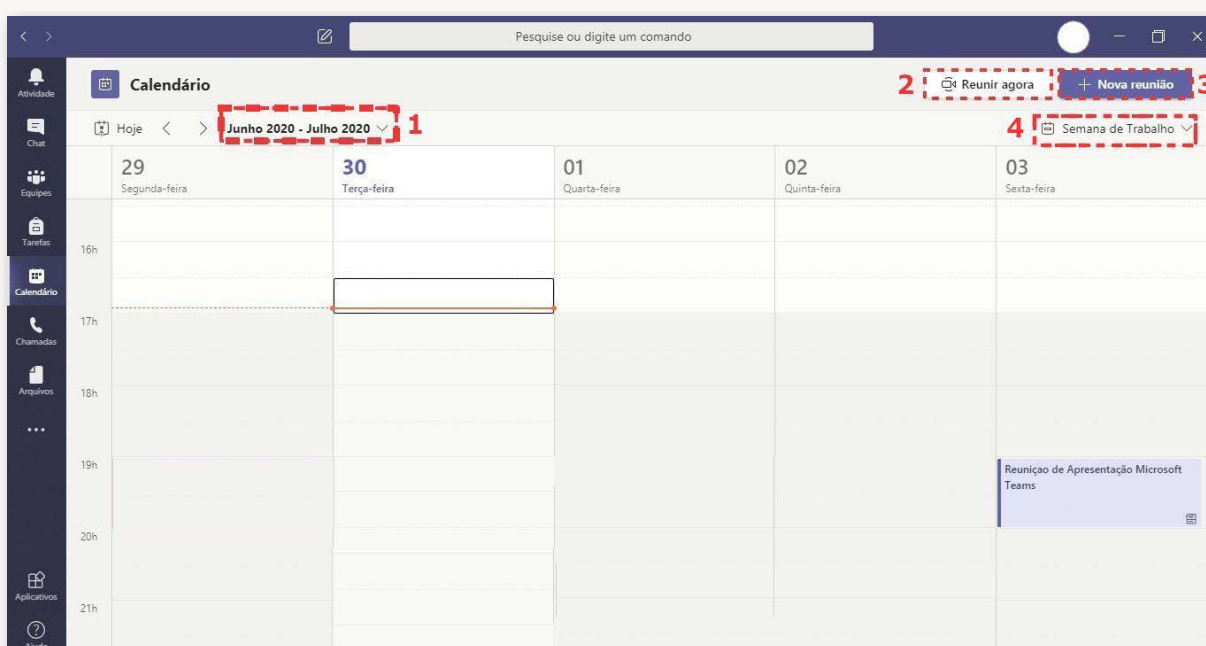 Pesquise ou digite um comando
Atividade
Calendário
2
Reunir agora
+ Nova reunião
3
Chat
Hoje
Junho 2020 - Julho 2020
1
4
Semana de Trabalho
Equipes
29
30
01
02
03
Segunda-feira
Terça-feira
Quarta-feira
Quinta-feira
Sexta-feira
Tarefas
16h
Calendário
17h
Chamadas
Arquivos
18h
19h
Reuniçao de Apresentação Microsoft
Teams
20h
Aplicativos
21h